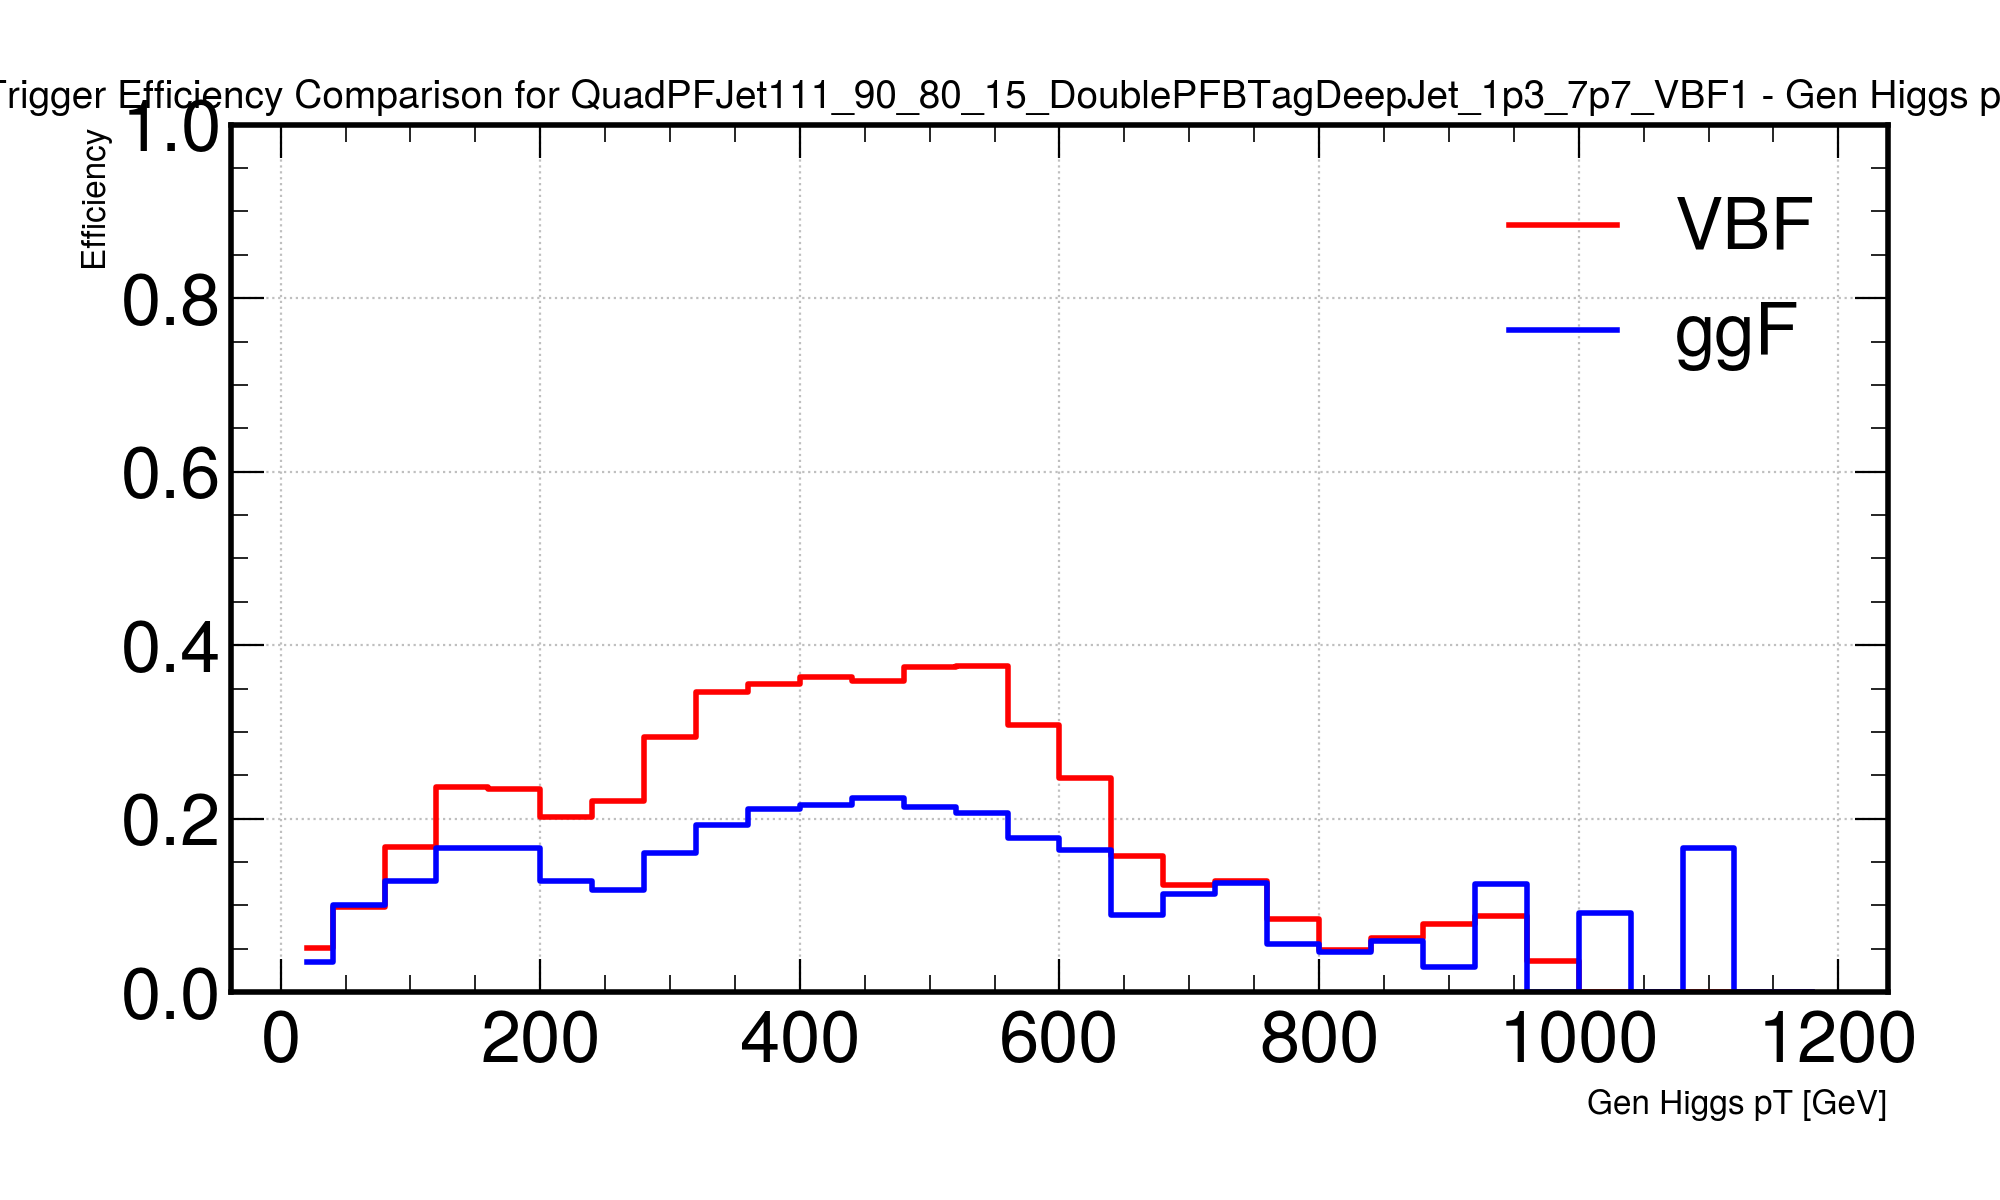 Trigger Efficiency Comparison for QuadPFJet111_90_80_15_DoublePFBTagDeepJet_1p3_7p7_VBF1 - Gen Higgs p
Efficiency
1.0
0.8
0.6
0.4
0.2
0.0
VBF
ggF
0 200 400 600 800 1000 1200
Gen Higgs pT [GeV]